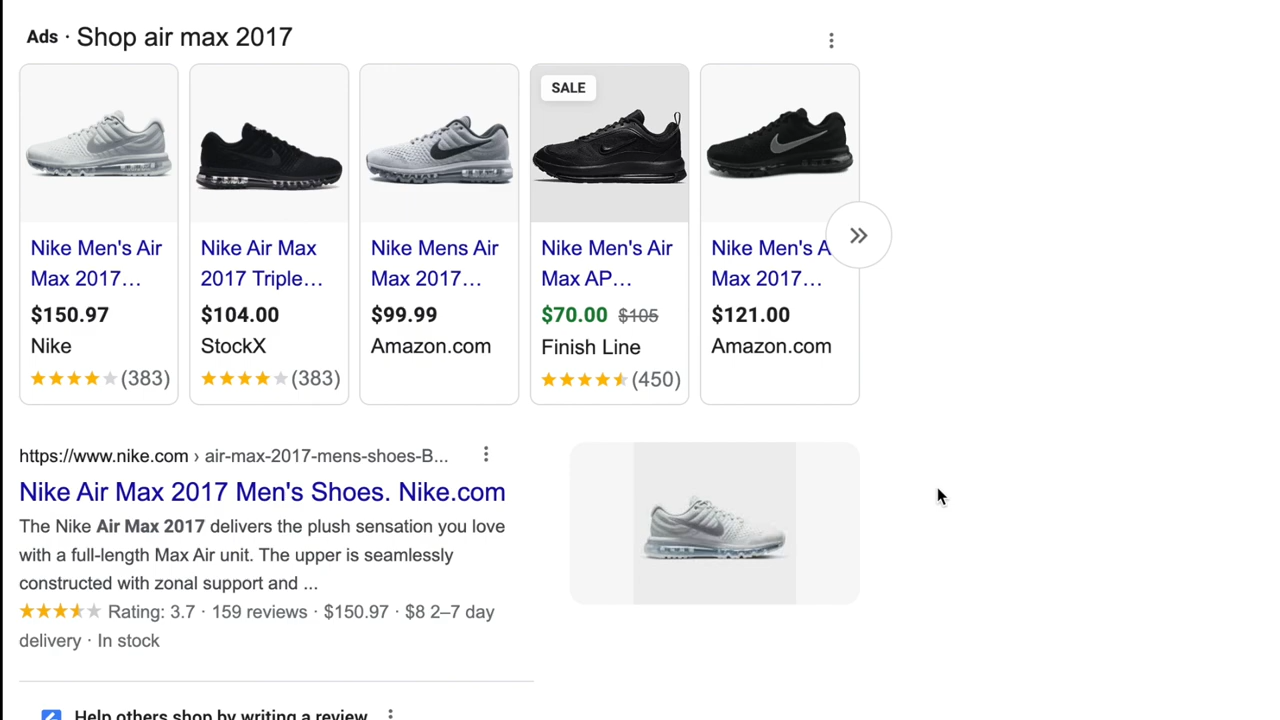 Ads · Shop air max 2017
SALE
Nike Men's Air
Max 2017...
$150.97
Nike
(383)
Nike Air Max
2017 Triple...
$104.00
StockX
(383)
Nike Mens Air
Max 2017...
$99.99
Amazon.com
Nike Men's Air
Max AP...
$70.00 $105
Finish Line
(450)
Nike Men's A
Max 2017...
$121.00
Amazon.com
https://www.nike.com › air-max-2017-mens-shoes-B...
Nike Air Max 2017 Men's Shoes. Nike.com
The Nike Air Max 2017 delivers the plush sensation you love
with a full-length Max Air unit. The upper is seamlessly
constructed with zonal support and ...
Rating: 3.7 · 159 reviews · $150.97 · $8 2–7 day
delivery · In stock
Help others shop by writing a review